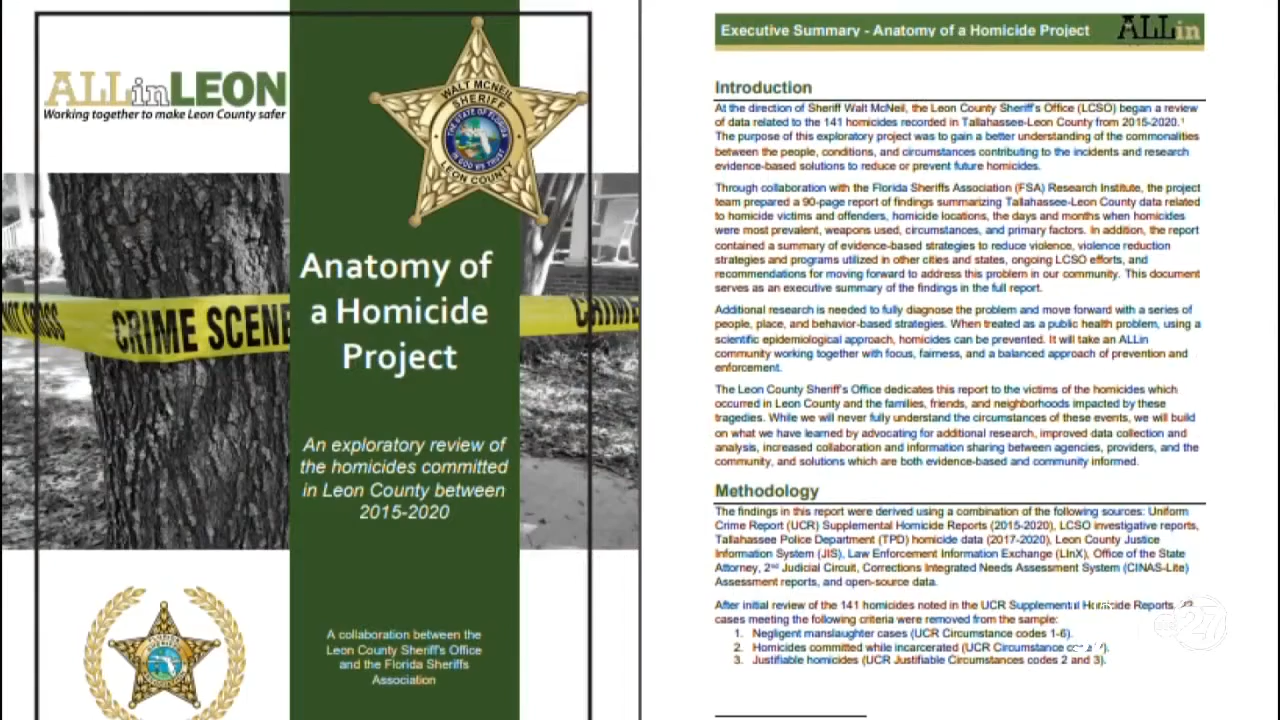 ALLinLEON
Working together to make Leon County safer
WALT MCNEIL
SHERIFF
THE STATE OF FLORIDA
IN GOD WE TRUST
LEON COUNTY
NOT CROSS
CRIME SCENE
CRIME
Anatomy of
a Homicide
Project
An exploratory review of
the homicides committed
in Leon County between
2015-2020
A collaboration between the
Leon County Sheriff's Office
and the Florida Sheriffs
Association
Executive Summary - Anatomy of a Homicide Project
ALLin
Introduction
At the direction of Sheriff Walt McNeil, the Leon County Sheriff's Office (LCSO) began a review
of data related to the 141 homicides recorded in Tallahassee-Leon County from 2015-2020.¹
The purpose of this exploratory project was to gain a better understanding of the commonalities
between the people, conditions, and circumstances contributing to the incidents and research
evidence-based solutions to reduce or prevent future homicides.
Through collaboration with the Florida Sheriffs Association (FSA) Research Institute, the project
team prepared a 90-page report of findings summarizing Tallahassee-Leon County data related
to homicide victims and offenders, homicide locations, the days and months when homicides
were most prevalent, weapons used, circumstances, and primary factors. In addition, the report
contained a summary of evidence-based strategies to reduce violence, violence reduction
strategies and programs utilized in other cities and states, ongoing LCSO efforts, and
recommendations for moving forward to address this problem in our community. This document
serves as an executive summary of the findings in the full report.
Additional research is needed to fully diagnose the problem and move forward with a series of
people, place, and behavior-based strategies. When treated as a public health problem, using a
scientific epidemiological approach, homicides can be prevented. It will take an ALLin
community working together with focus, fairness, and a balanced approach of prevention and
enforcement.
The Leon County Sheriff's Office dedicates this report to the victims of the homicides which
occurred in Leon County and the families, friends, and neighborhoods impacted by these
tragedies. While we will never fully understand the circumstances of these events, we will build
on what we have learned by advocating for additional research, improved data collection and
analysis, increased collaboration and information sharing between agencies, providers, and the
community, and solutions which are both evidence-based and community informed.
Methodology
The findings in this report were derived using a combination of the following sources: Uniform
Crime Report (UCR) Supplemental Homicide Reports (2015-2020), LCSO investigative reports,
Tallahassee Police Department (TPD) homicide data (2017-2020), Leon County Justice
Information System (JIS), Law Enforcement Information Exchange (LInX), Office of the State
Attorney, 2nd Judicial Circuit, Corrections Integrated Needs Assessment System (CINAS-Lite)
Assessment reports, and open-source data.
After initial review of the 141 homicides noted in the UCR Supplemental Homicide Reports,
cases meeting the following criteria were removed from the sample:
1. Negligent manslaughter cases (UCR Circumstance codes 1-6).
2. Homicides committed while incarcerated (UCR Circumstance
3. Justifiable homicides (UCR Justifiable Circumstances codes 2 and 3).
abc 27